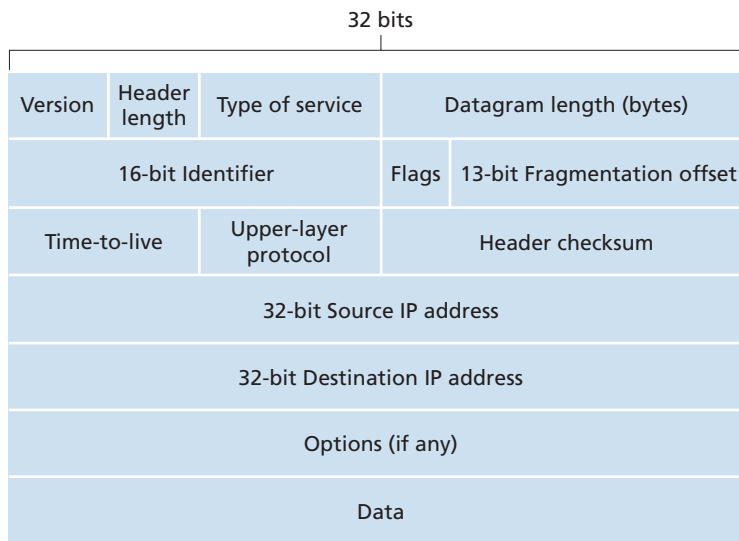 32 bits
Version
Header
length
Type of service
Datagram length (bytes)
16-bit Identifier
Flags
13-bit Fragmentation offset
Time-to-live
Upper-layer
protocol
Header checksum
32-bit Source IP address
32-bit Destination IP address
Options (if any)
Data